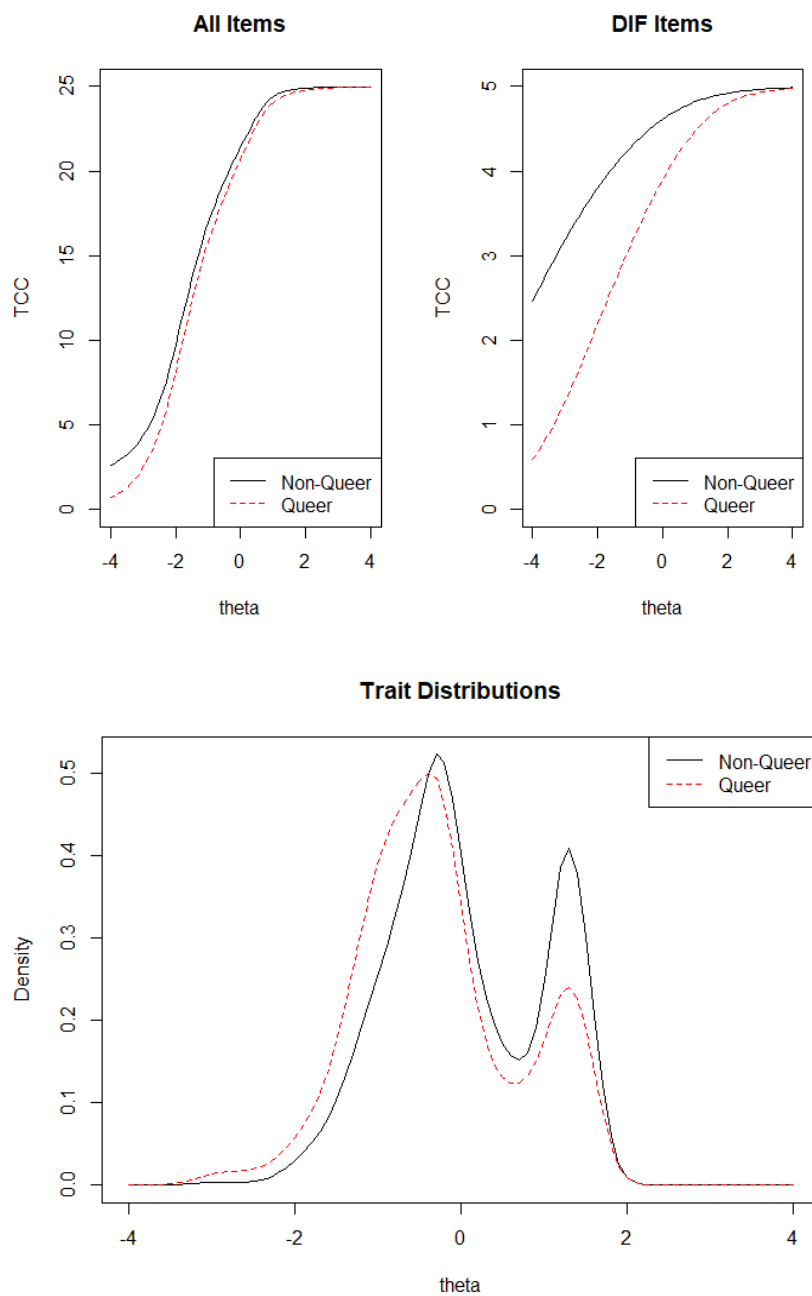 All Items
25
20
15
10
5
0
TCC
-4 -2 0 2 4
theta
Non-Queer
Queer
DIF Items
5
4
3
2
1
0
TCC
-4 -2 0 2 4
theta
Non-Queer
Queer
Trait Distributions
0.5
0.4
0.3
0.2
0.1
0.0
Density
-4 -2 0 2 4
theta
Non-Queer
Queer